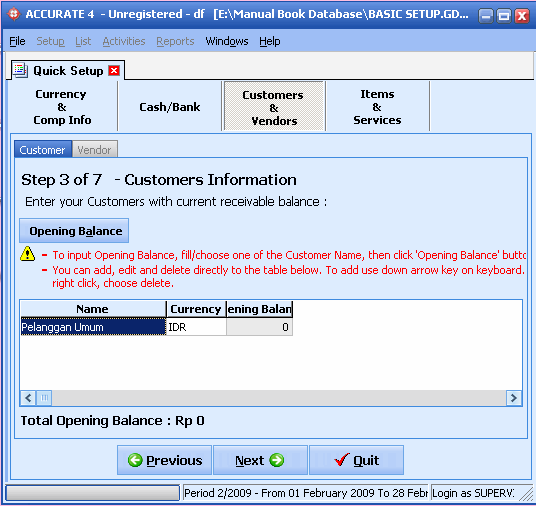 ACCURATE 4 - Unregistered - df [E:\Manual Book Database\BASIC SETUP.GD...
File Setup List Activities Reports Windows Help
Quick Setup
Currency & Comp Info
Cash/Bank
Customers & Vendors
Items & Services
Customer Vendor
Step 3 of 7 - Customers Information
Enter your Customers with current receivable balance :
Opening Balance
- To input Opening Balance, fill/choose one of the Customer Name, then click 'Opening Balance' butto
- You can add, edit and delete directly to the table below. To add use down arrow key on keyboard.
right click, choose delete.
Name Currency ening Balan
Pelanggan Umum IDR 0
Total Opening Balance : Rp 0
Previous Next Quit
Period 2/2009 - From 01 February 2009 To 28 Febr Login as SUPERV